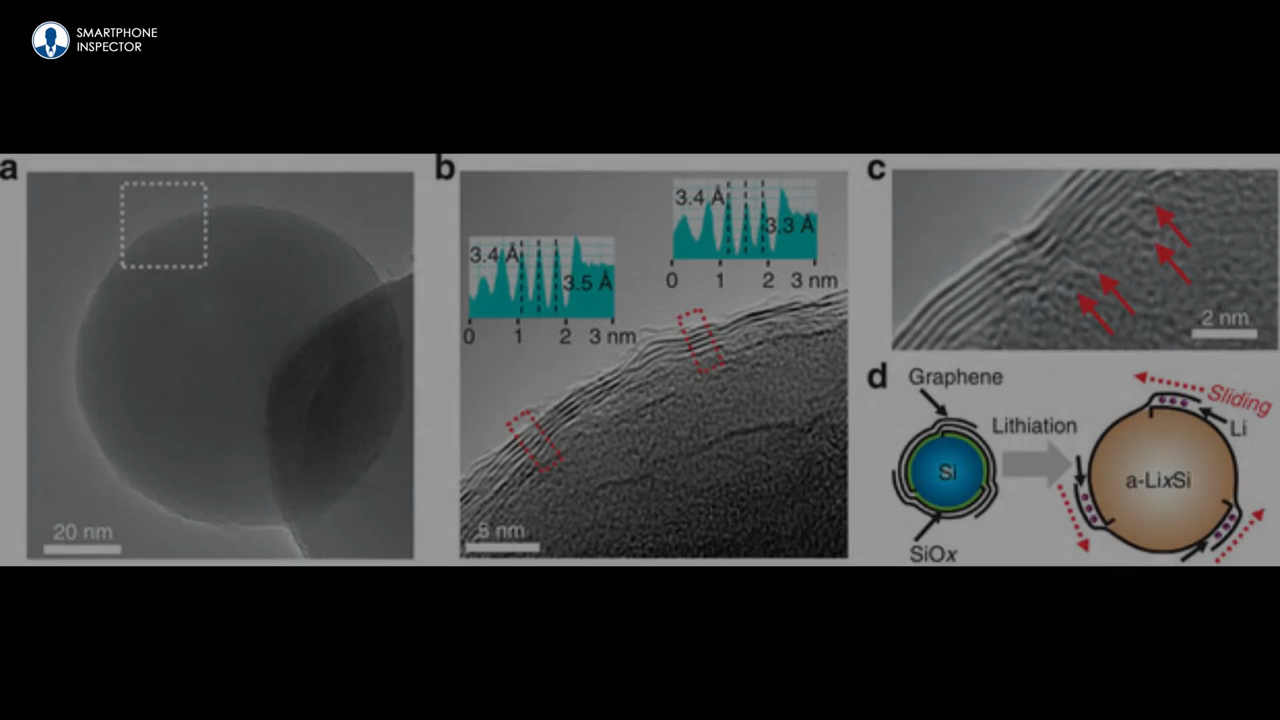 SMARTPHONE
INSPECTOR
a
20 nm
b
3.4 Å
3.5 Å
0 1 2 3 nm
3.4 Å
3.3 Å
0 1 2 3 nm
5 nm
c
2 nm
d
Graphene
Si
SiOx
Lithiation
Sliding
Li
a-LixSi